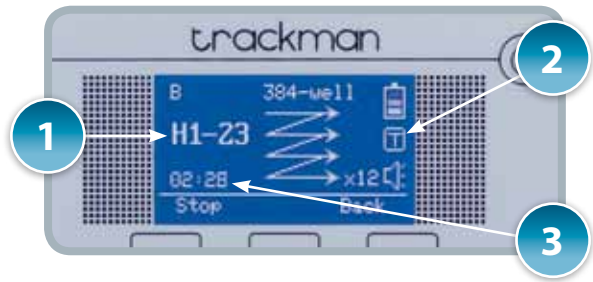 trackman
B 384-well
H1-23 T
02:28 x12
Stop Back
1
2
3